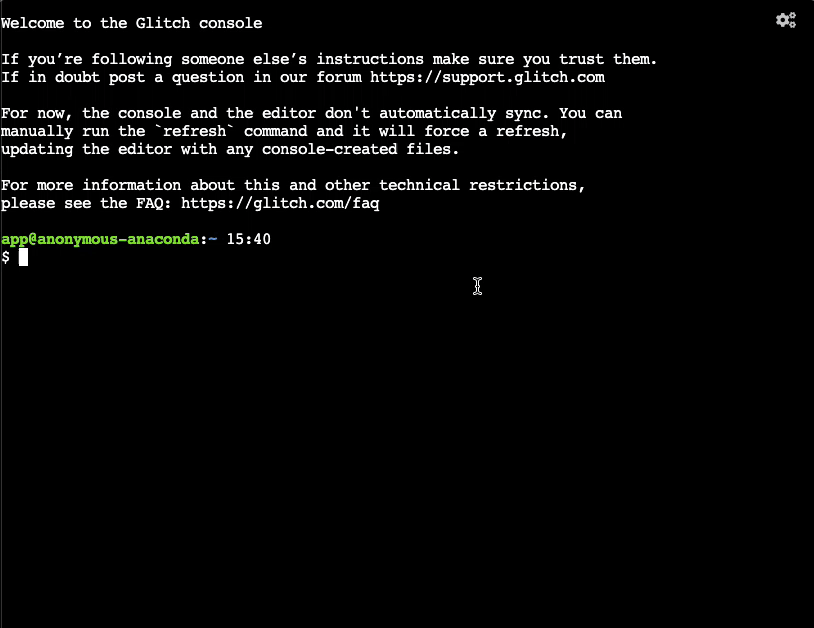 Welcome to the Glitch console
If you’re following someone else’s instructions make sure you trust them.
If in doubt post a question in our forum https://support.glitch.com
For now, the console and the editor don't automatically sync. You can
manually run the `refresh` command and it will force a refresh,
updating the editor with any console-created files.
For more information about this and other technical restrictions,
please see the FAQ: https://glitch.com/faq
app@anonymous-anaconda:~ 15:40
$